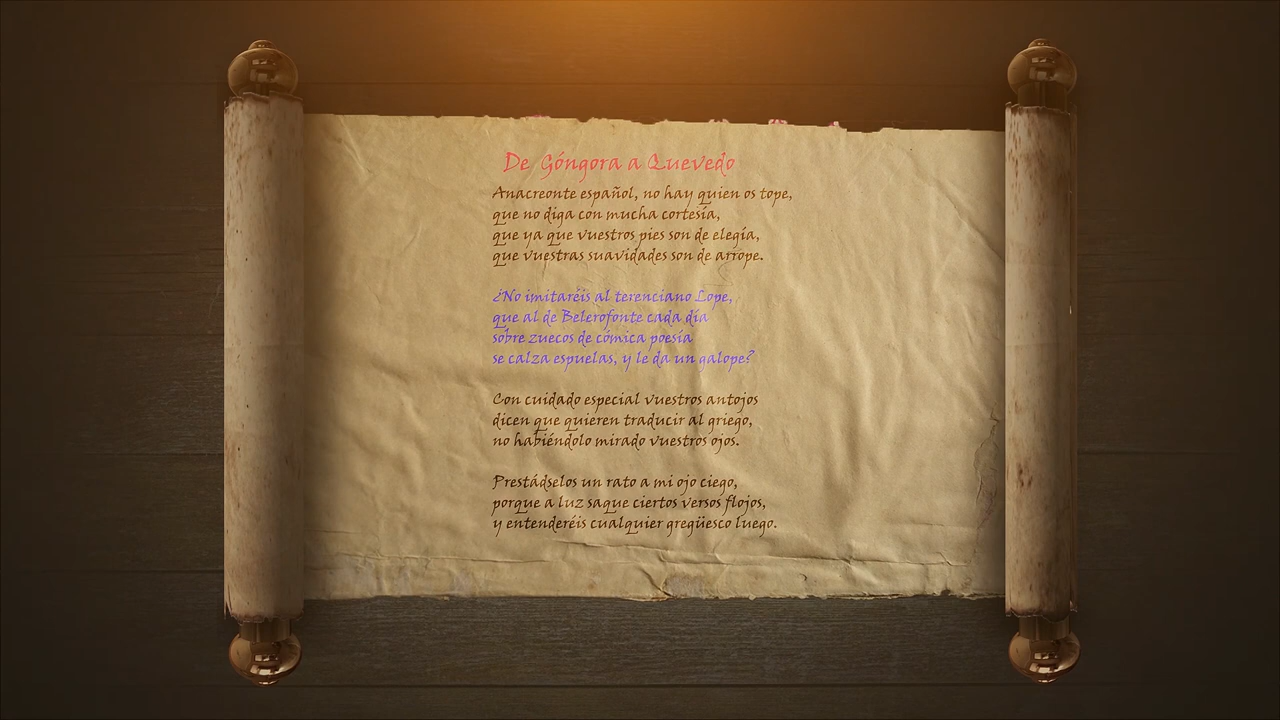 De Góngora a Quevedo
Anacreonte español, no hay quien os tope,
que no diga con mucha cortesía,
que ya que vuestros pies son de elegía,
que vuestras suavidades son de arrope.
¿No imitaréis al terenciano Lope,
que al de Belerofonte cada día
sobre zuecos de cómica poesía
se calza espuelas, y le da un galope?
Con cuidado especial vuestros antojos
dicen que quieren traducir al griego,
no habiéndolo mirado vuestros ojos.
Prestádselos un rato a mi ojo ciego,
porque a luz saque ciertos versos flojos,
y entenderéis cualquier gregüesco luego.